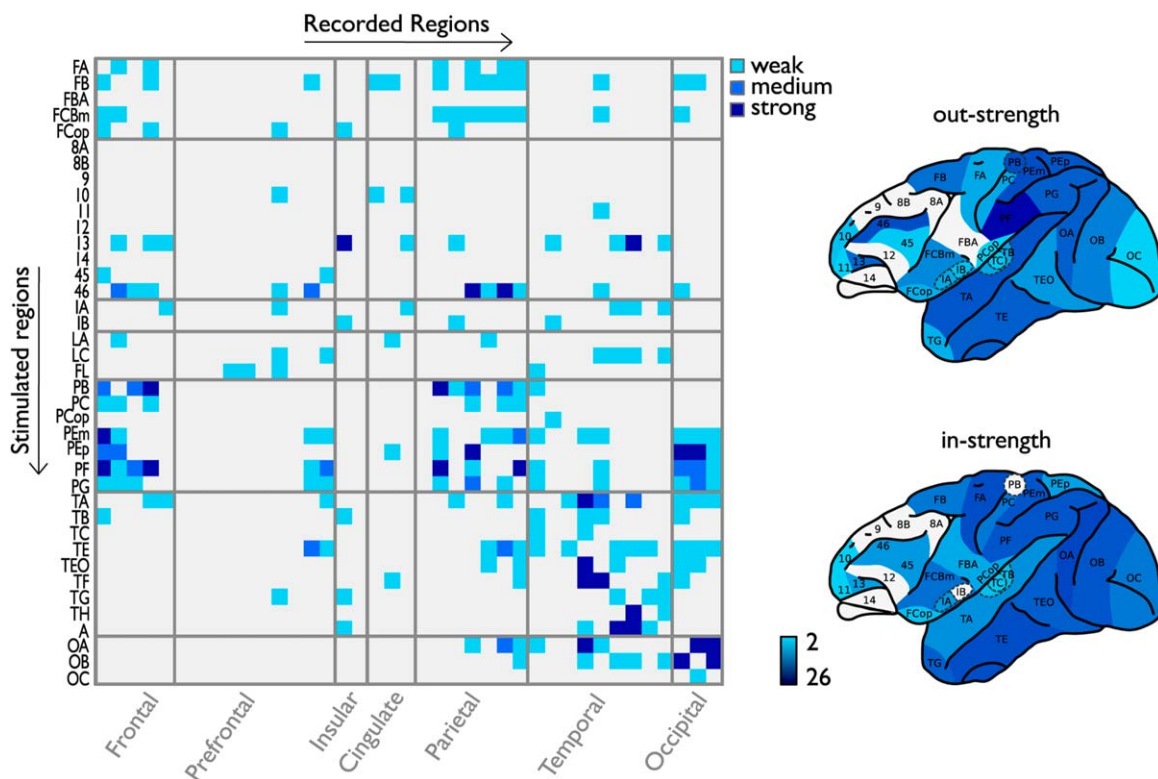 Recorded Regions
weak
medium
strong
Stimulated regions
FA
FB
FBA
FCBm
FCop
8A
8B
9
10
11
12
13
14
45
46
IA
IB
LA
LC
FL
PB
PC
PCop
PEm
PEp
PF
PG
TA
TB
TC
TE
TEO
TF
TG
TH
A
OA
OB
OC
Frontal
Prefrontal
Insular
Cingulate
Parietal
Temporal
Occipital
out-strength
PB
PEp
PEm
FB
FA
PC
PG
9
8B
8A
46
PF
10
45
FBA
PCop
TB
TC
OA
OB
OC
12
FCBm
IB
IA
11
13
14
FCop
TA
TEO
TE
TG
in-strength
PB
PEp
PEm
FB
FA
PC
PG
9
8B
8A
46
PF
10
45
FBA
PCop
TB
TC
OA
OB
OC
12
FCBm
IB
IA
11
13
14
FCop
TA
TEO
TE
TG
2
26